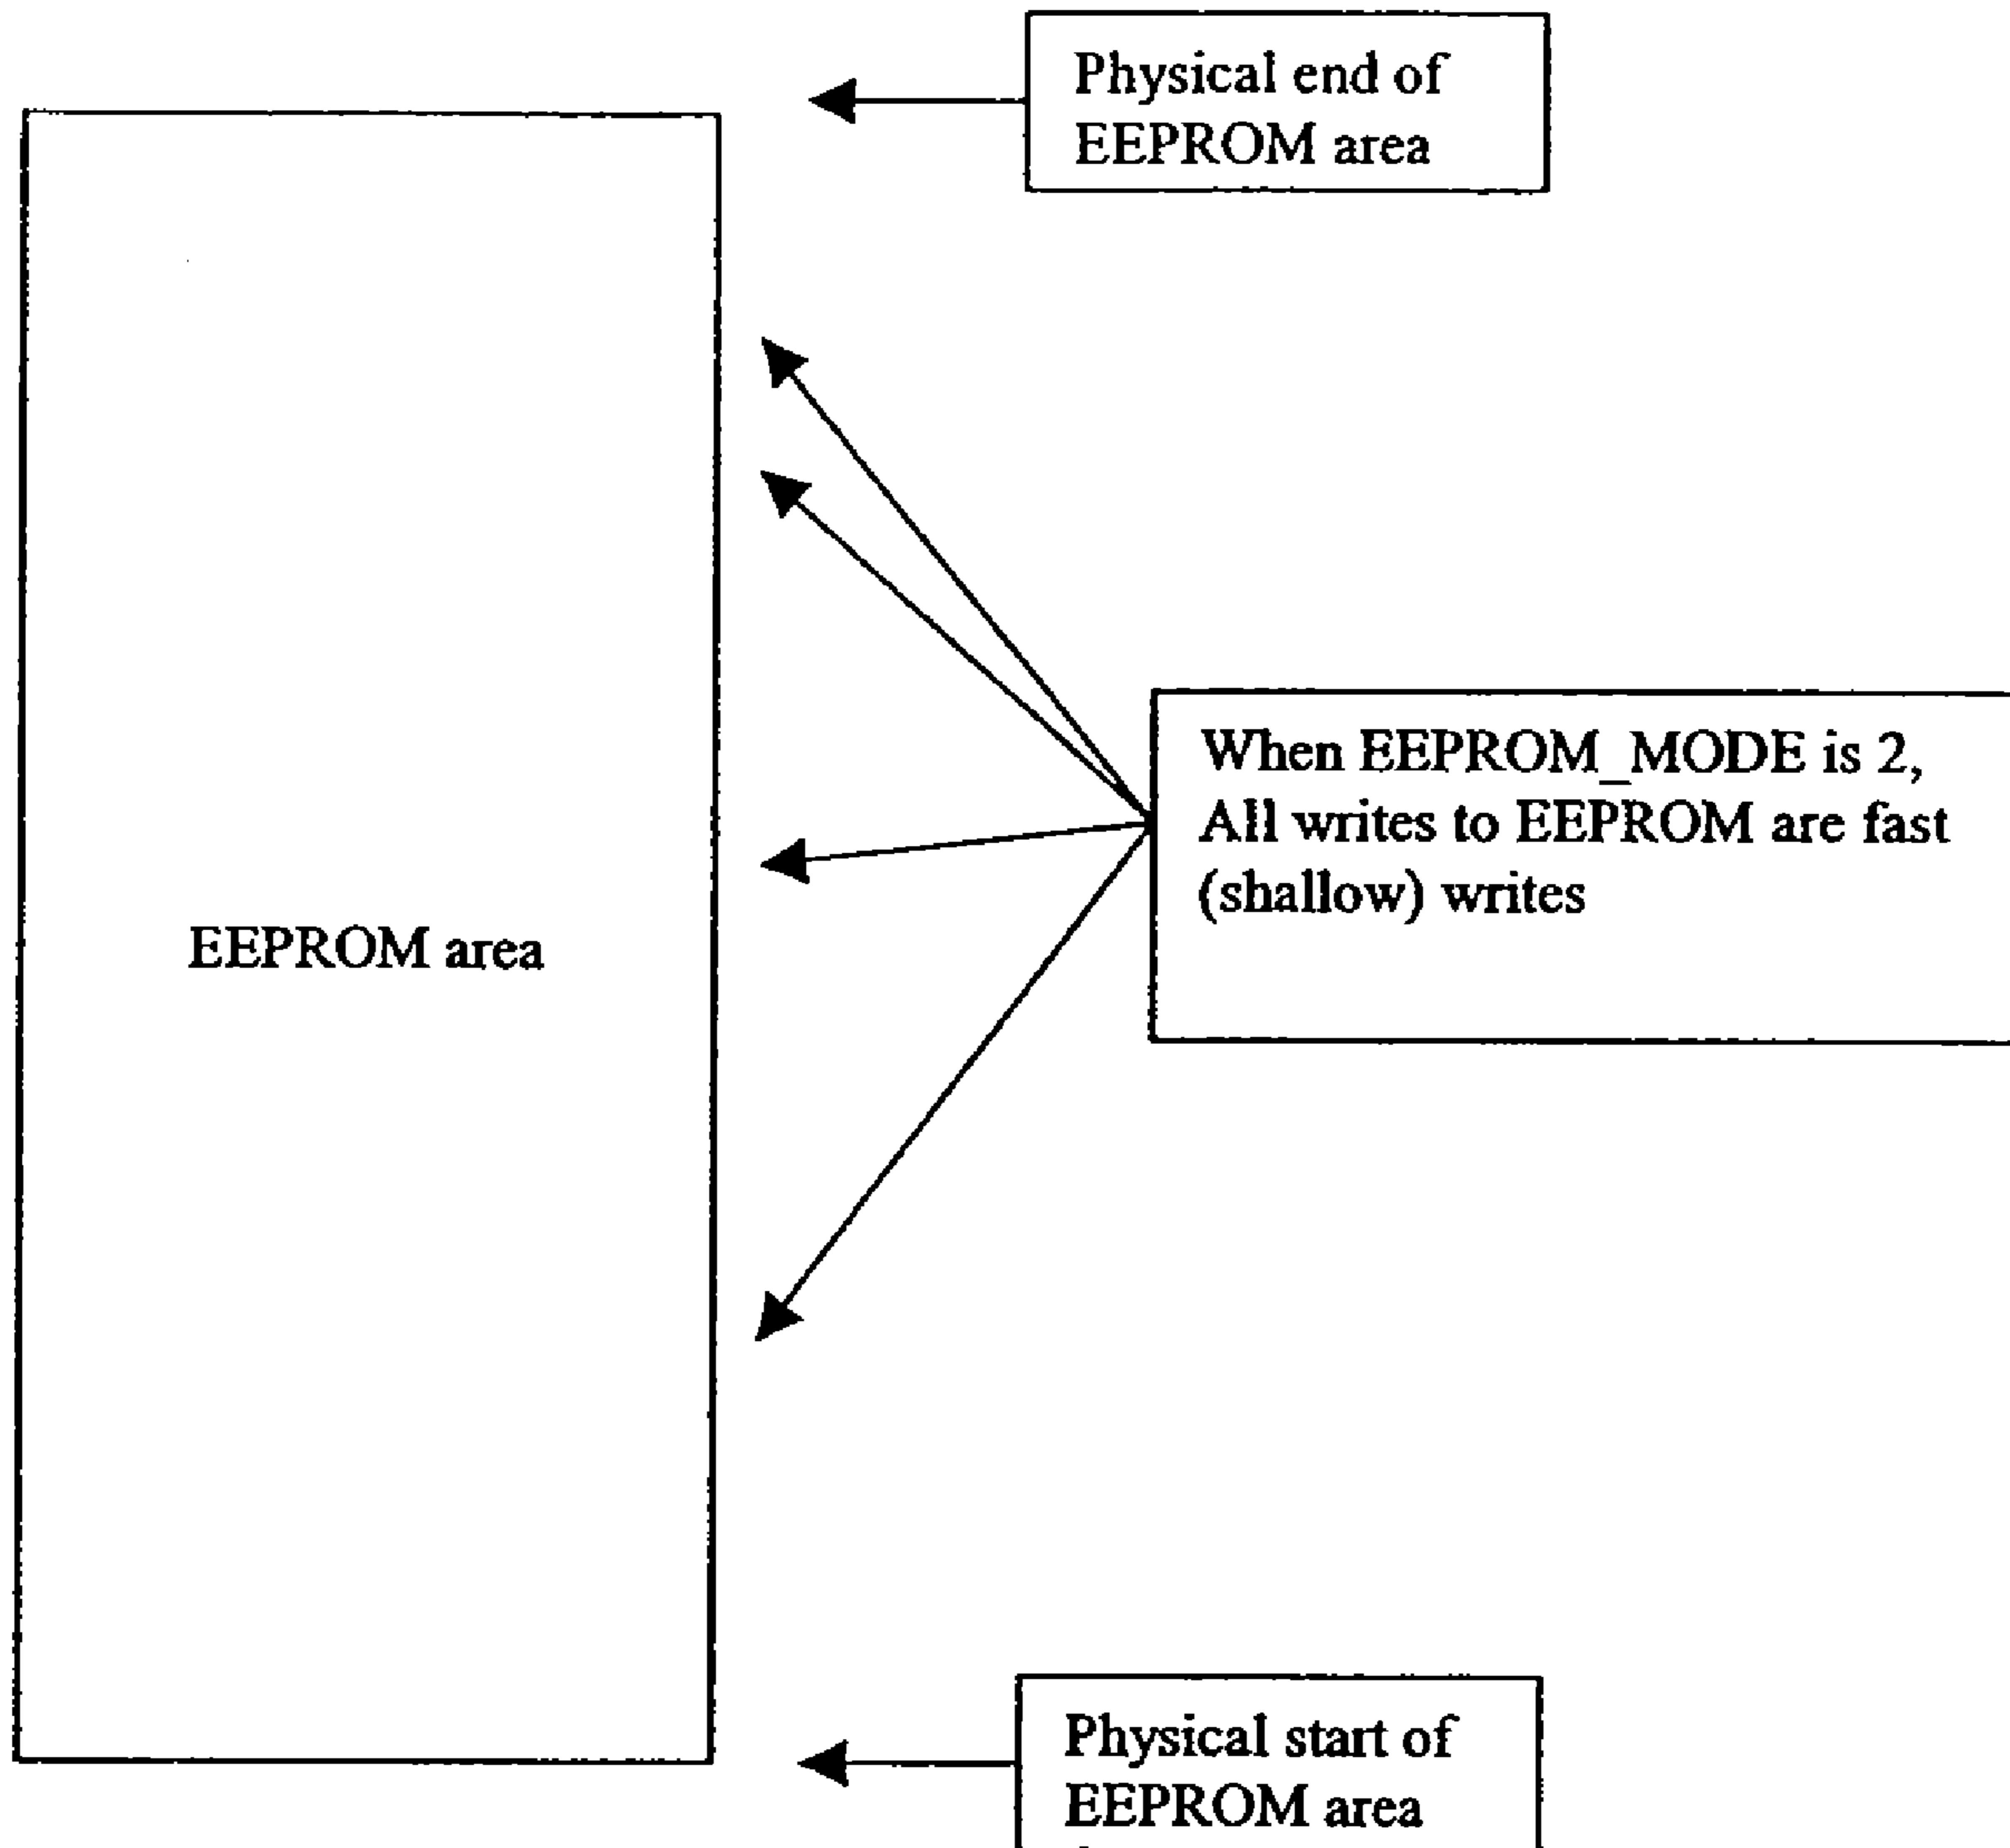 Physical end of
EEPROM area
When EEPROM_MODE is 2,
All writes to EEPROM are fast
(shallow) writes
EEPROM area
Physical start of
EEPROM area